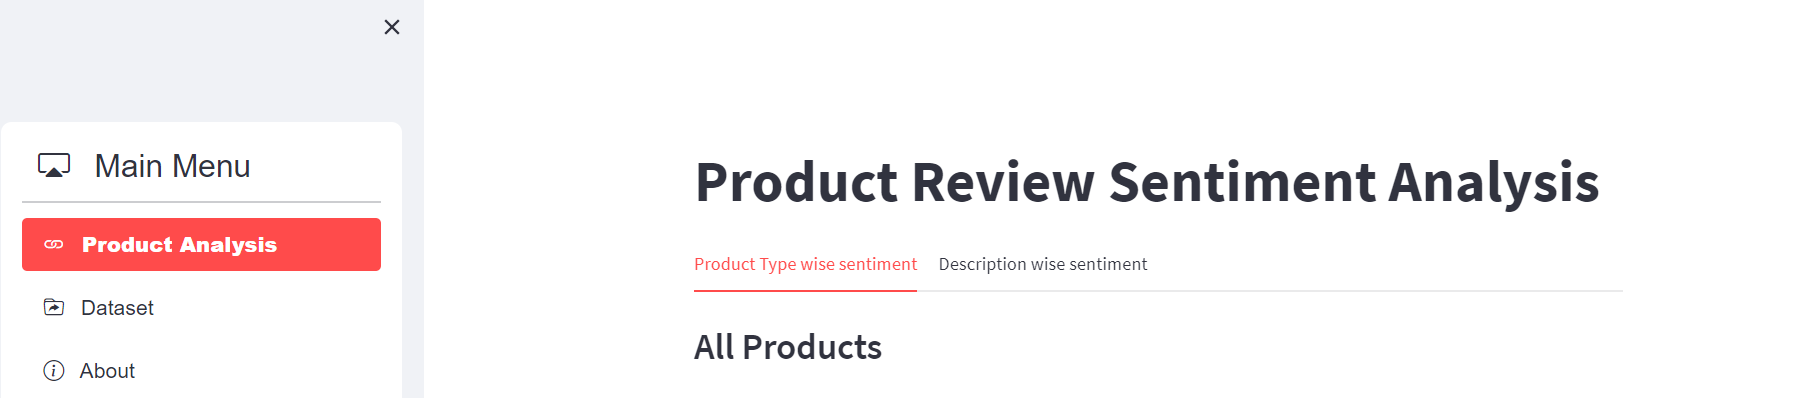 Main Menu
Product Analysis
Dataset
About
Product Review Sentiment Analysis
Product Type wise sentiment Description wise sentiment
All Products